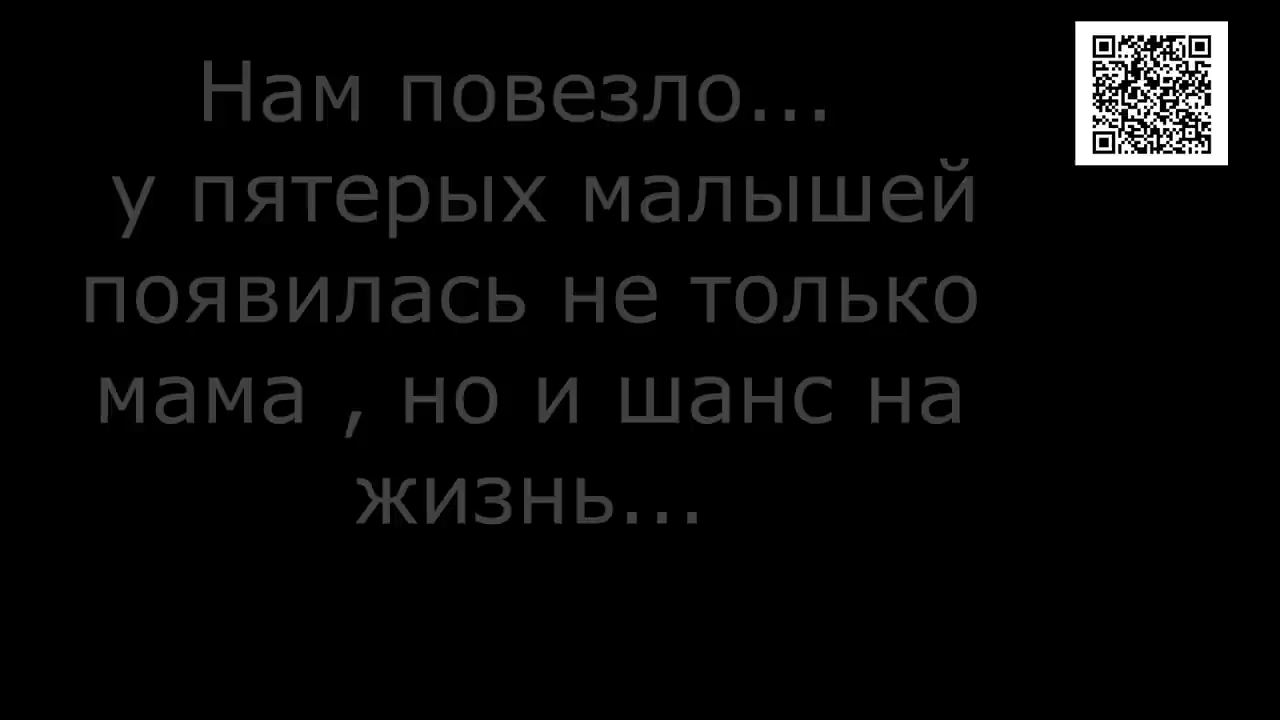 Нам повезло...
у пятерых малышей
появилась не только
мама , но и шанс на
жизнь...